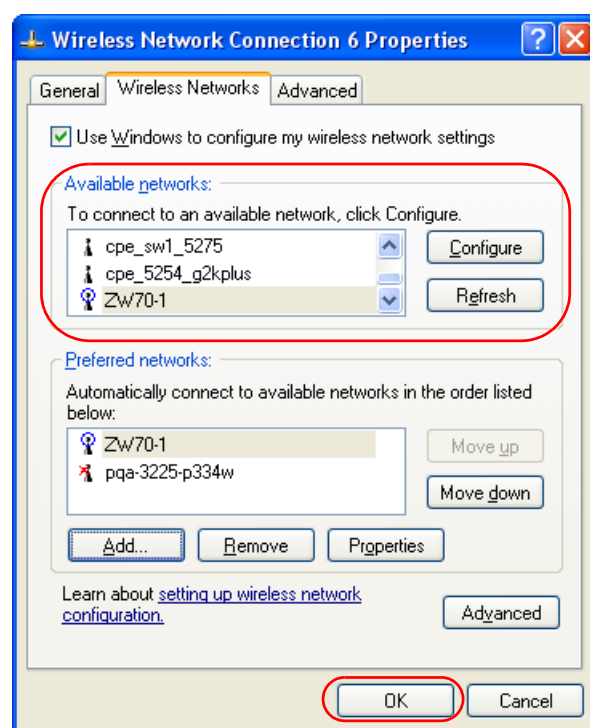 Wireless Network Connection 6 Properties
General Wireless Networks Advanced
Use Windows to configure my wireless network settings
Available networks:
To connect to an available network, click Configure.
cpe_sw1_5275
cpe_5254_g2kplus
ZW70-1
Configure
Refresh
Preferred networks:
Automatically connect to available networks in the order listed
below:
ZW70-1
pqa-3225-p334w
Move up
Move down
Add... Remove Properties
Learn about setting up wireless network
configuration.
Advanced
OK Cancel